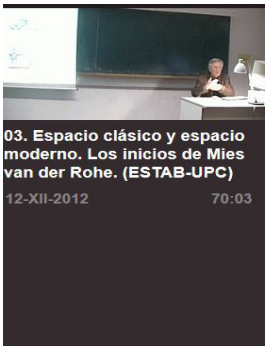 03. Espacio clásico y espacio
moderno. Los inicios de Mies
van der Rohe. (ESTAB-UPC)
12-XII-2012 70:03